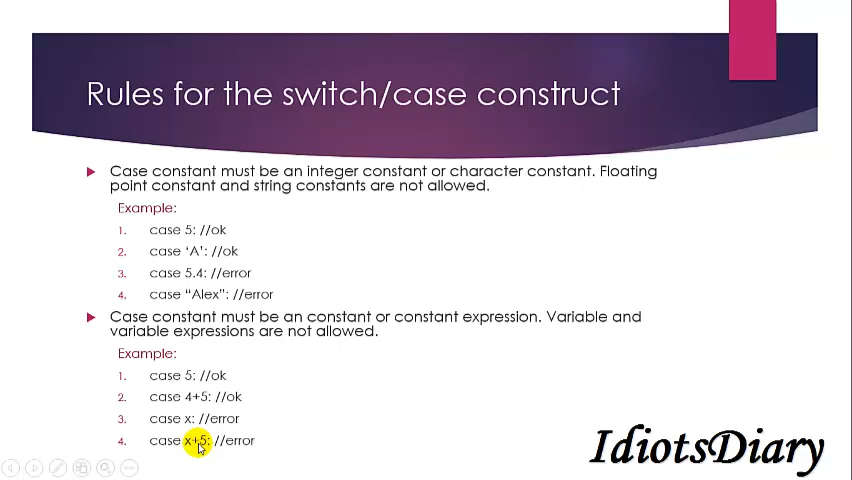 Rules for the switch/case construct
Case constant must be an integer constant or character constant. Floating
point constant and string constants are not allowed.
Example:
1. case 5: //ok
2. case ‘A’: //ok
3. case 5.4: //error
4. case “Alex”: //error
Case constant must be an constant or constant expression. Variable and
variable expressions are not allowed.
Example:
1. case 5: //ok
2. case 4+5: //ok
3. case x: //error
4. case x+5: //error
IdiotsDiary